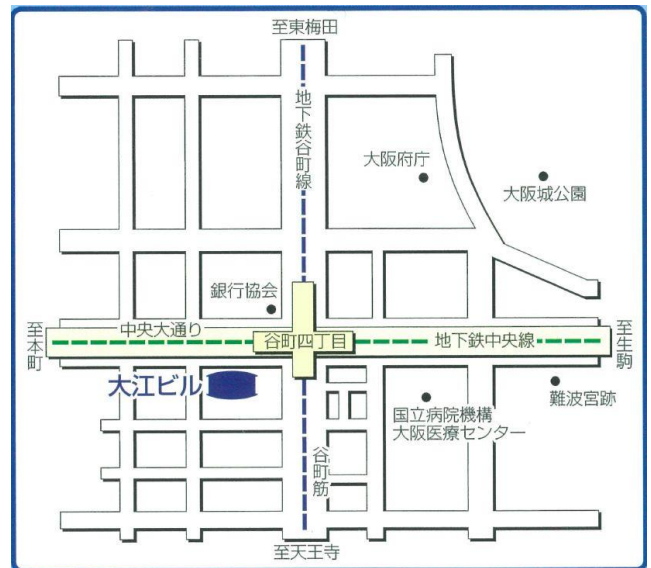 至東梅田
地下鉄谷町線
大阪府庁
大阪城公園
銀行協会
至本町
中央大通り
谷町四丁目
地下鉄中央線
至生駒
大江ビル
国立病院機構
大阪医療センター
難波宮跡
谷町筋
至天王寺